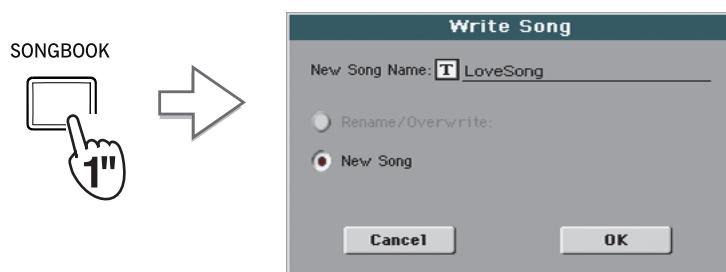 SONGBOOK
1"
Write Song
New Song Name: T LoveSong
Rename/Overwrite:
New Song
Cancel OK